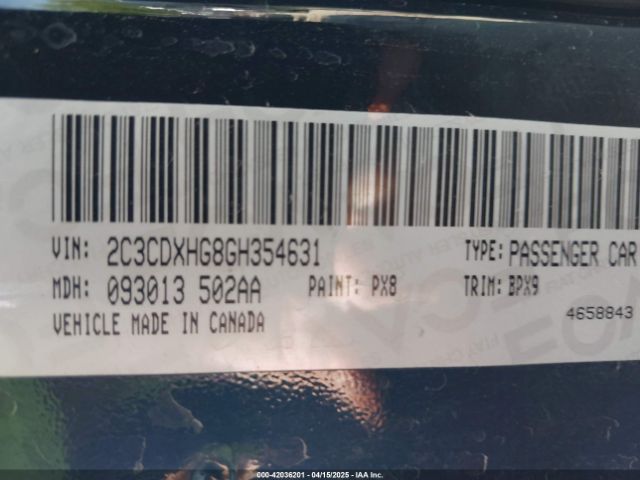 VIN: 2C3CDXHG8GH354631 TYPE: PASSENGER CAR
MDH: 093013 502AA PAINT: PX8 TRIM: BPX9
VEHICLE MADE IN CANADA 4658843
000-42036201 - 04/15/2025 - IAA Inc.